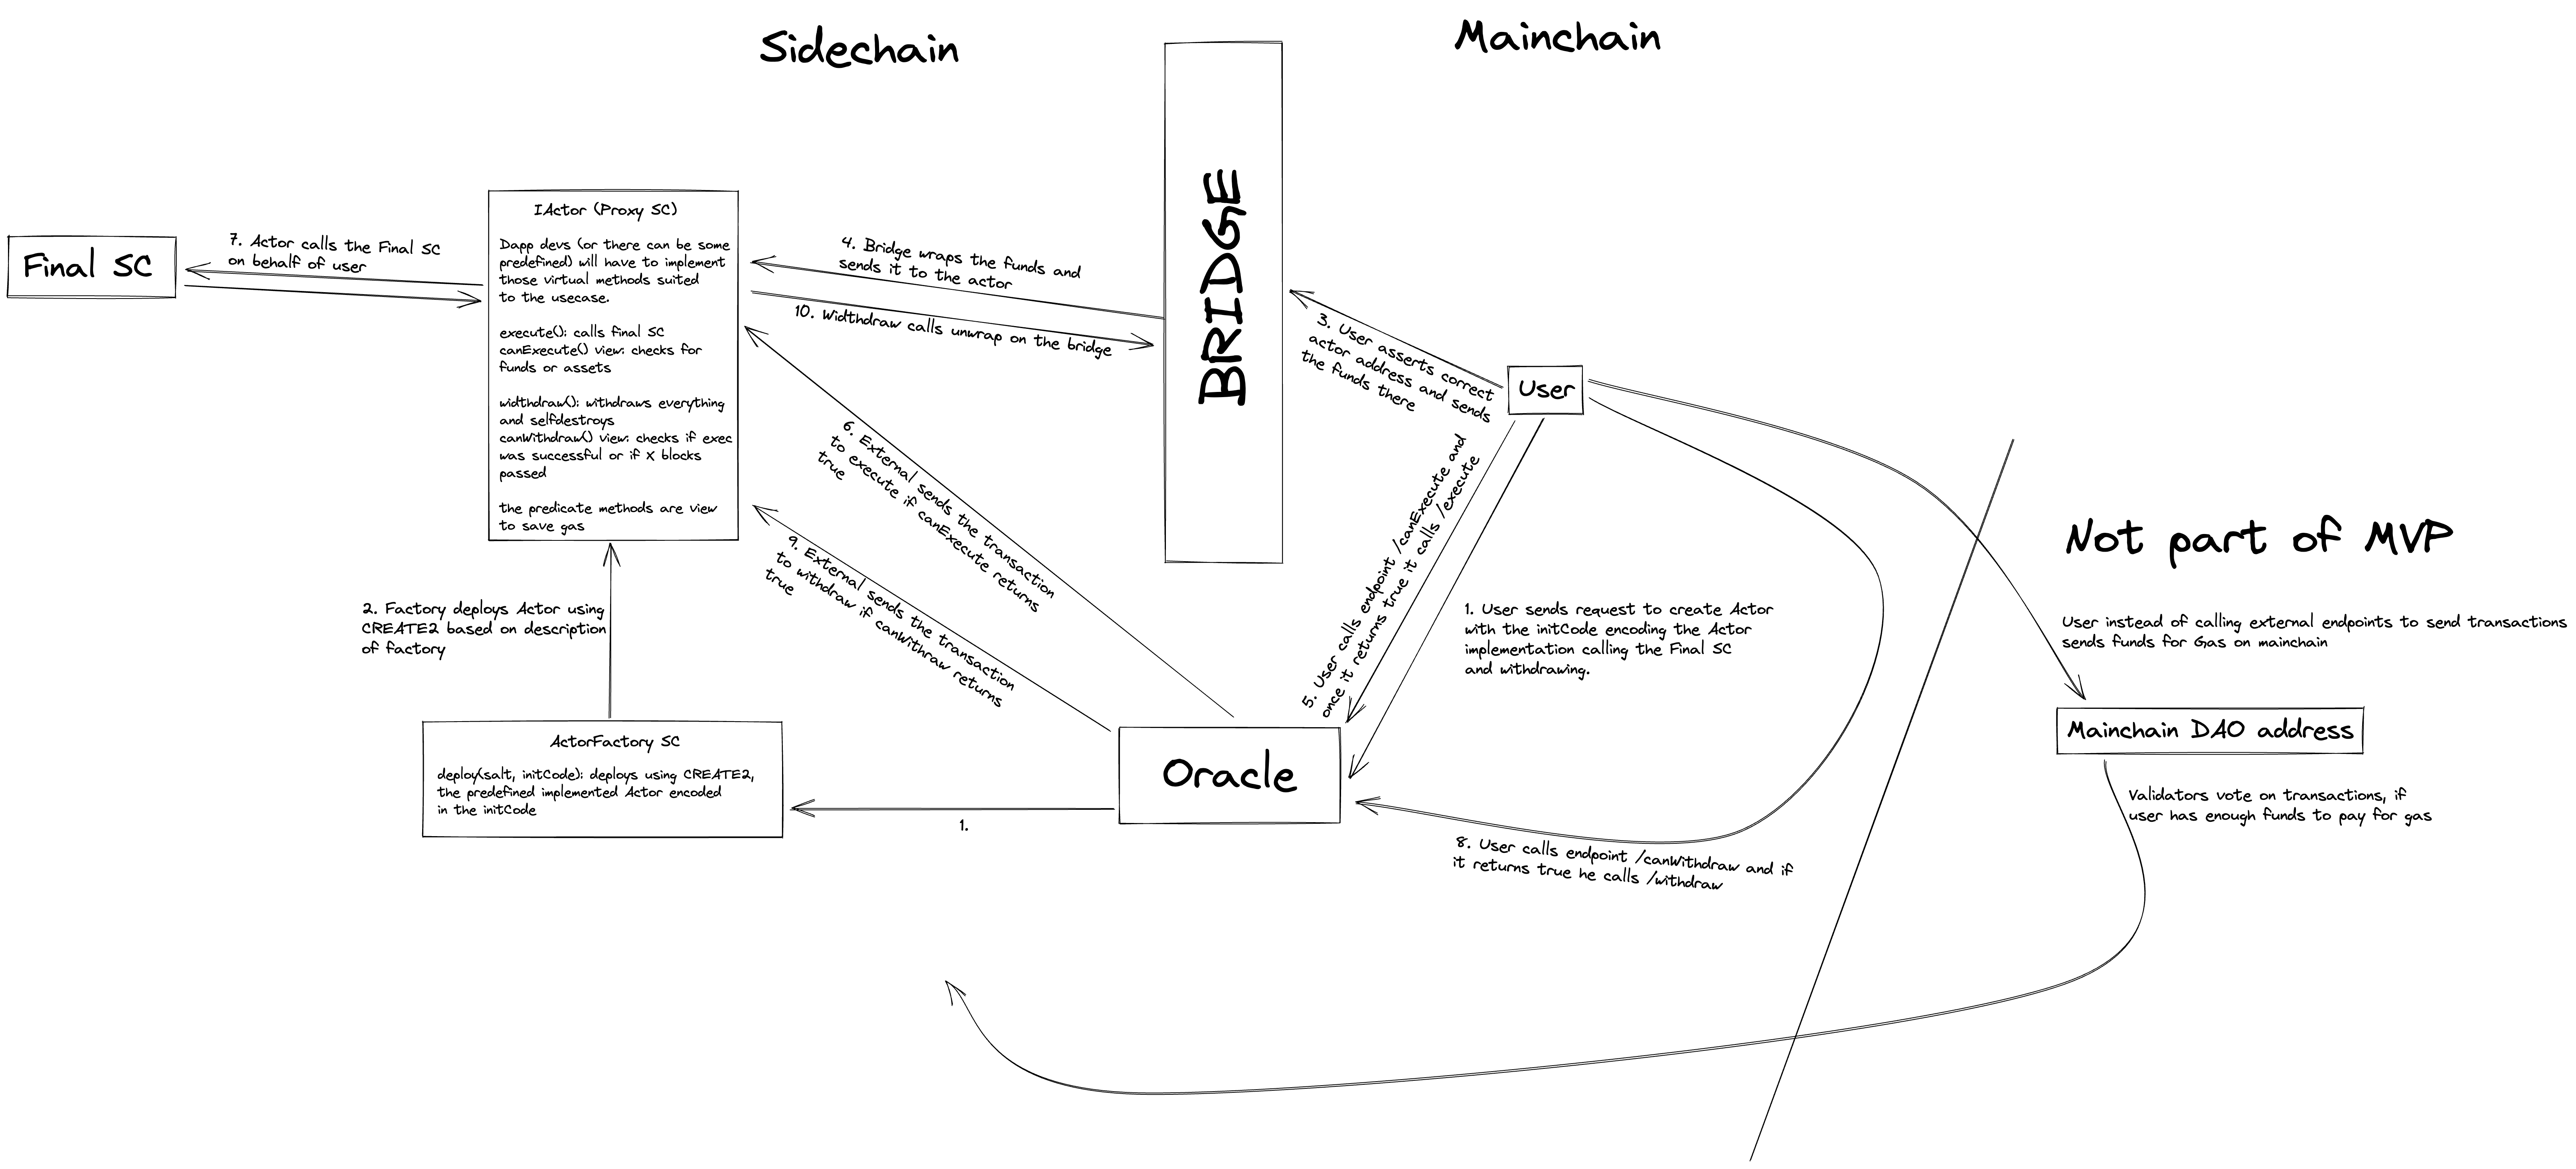 Sidechain
Mainchain
BRIDGE
IActor (Proxy SC)
Dapp devs (or there can be some
predefined) will have to implement
those virtual methods suited
to the usecase.
execute(): calls final SC
canExecute() view: checks for
funds or assets
widthdraw(): withdraws everything
and selfdestroys
canWithdraw() view: checks if exec
was successful or if X blocks
passed
the predicate methods are view
to save gas
Final SC
7. Actor calls the Final SC
on behalf of user
4. Bridge wraps the funds and
sends it to the actor
10. Widthdraw calls unwrap on the bridge
3. User asserts correct
actor address and sends
the funds there
User
6. External sends the transaction
to execute if canExecute returns
true
9. External sends the transaction
to withdraw if canWithraw returns
true
5. User calls endpoint /canExecute and
once it returns true it calls /execute
1. User sends request to create Actor
with the initCode encoding the Actor
implementation calling the Final SC
and withdrawing.
2. Factory deploys Actor using
CREATE2 based on description
of factory
ActorFactory SC
deploy(salt, initCode): deploys using CREATE2,
the predefined implemented Actor encoded
in the initCode
1.
Oracle
8. User calls endpoint /canWithdraw and if
it returns true he calls /withdraw
Not part of MVP
User instead of calling external endpoints to send transactions
sends funds for Gas on mainchain
Mainchain DAO address
Validators vote on transactions, if
user has enough funds to pay for gas